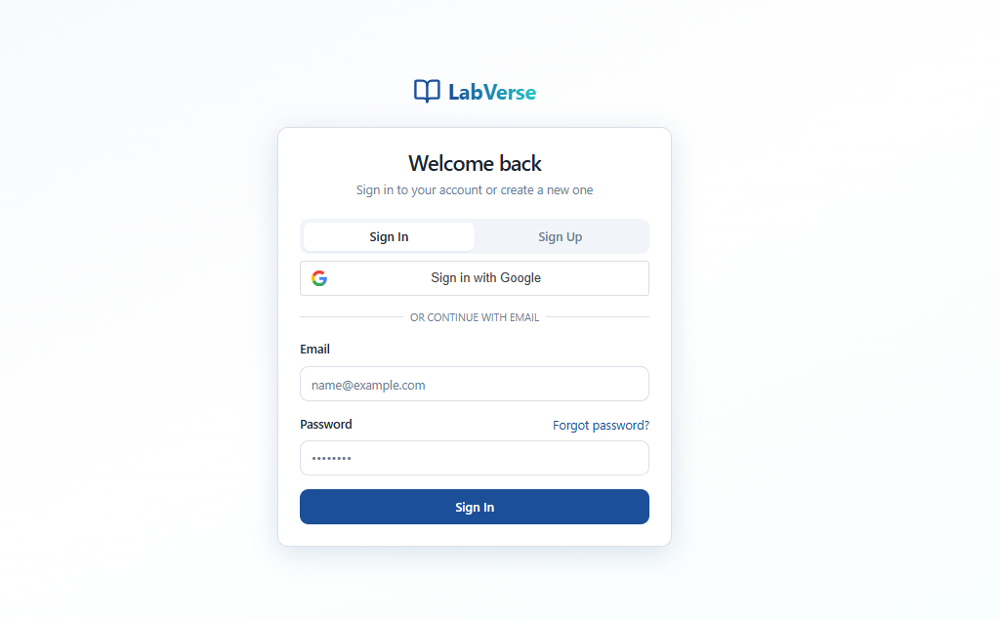 LabVerse
Welcome back
Sign in to your account or create a new one
Sign In
Sign Up
Sign in with Google
OR CONTINUE WITH EMAIL
Email
name@example.com
Password
Forgot password?
••••••••
Sign In